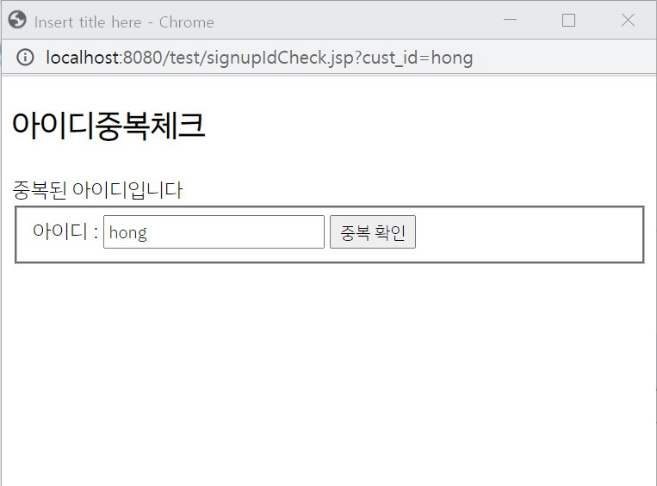 Insert title here - Chrome
localhost:8080/test/signupIdCheck.jsp?cust_id=hong
아이디중복체크
중복된 아이디입니다
아이디 : hong 중복 확인